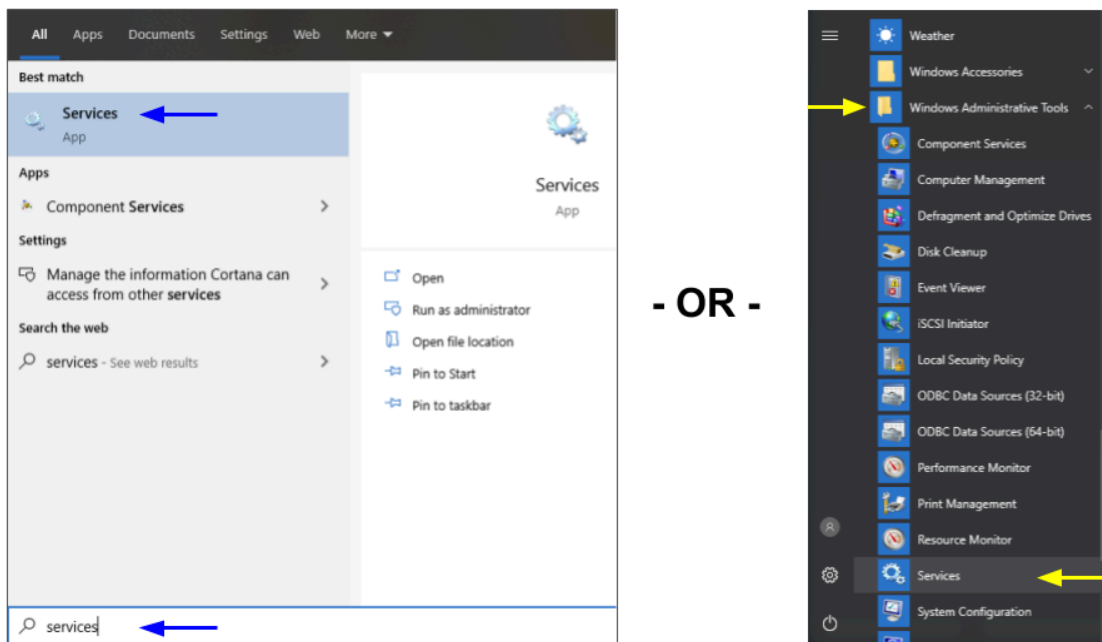 All Apps Documents Settings Web More
Best match
Services
App
Apps
Component Services
Settings
Manage the information Cortana can
access from other services
Search the web
services - See web results
services
Services
App
Open
Run as administrator
Open file location
Pin to Start
Pin to taskbar
- OR -
Weather
Windows Accessories
Windows Administrative Tools
Component Services
Computer Management
Defragment and Optimize Drives
Disk Cleanup
Event Viewer
iSCSI Initiator
Local Security Policy
ODBC Data Sources (32-bit)
ODBC Data Sources (64-bit)
Performance Monitor
Print Management
Resource Monitor
Services
System Configuration